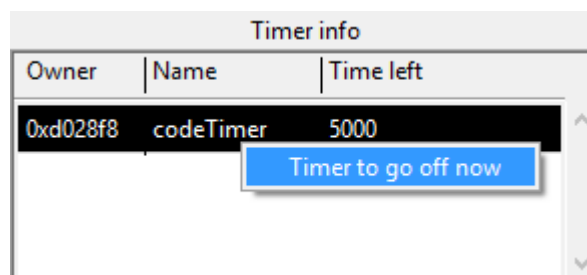 Timer info
Owner Name Time left
0xd028f8 codeTimer 5000
Timer to go off now